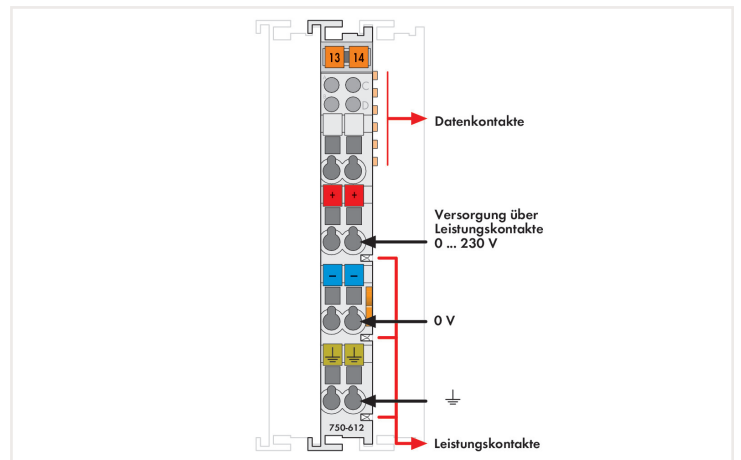 13 14
A C
B D
Datenkontakte
+ +
Versorgung über
Leistungskontakte
0 ... 230 V
– –
0 V
750-612
Leistungskontakte